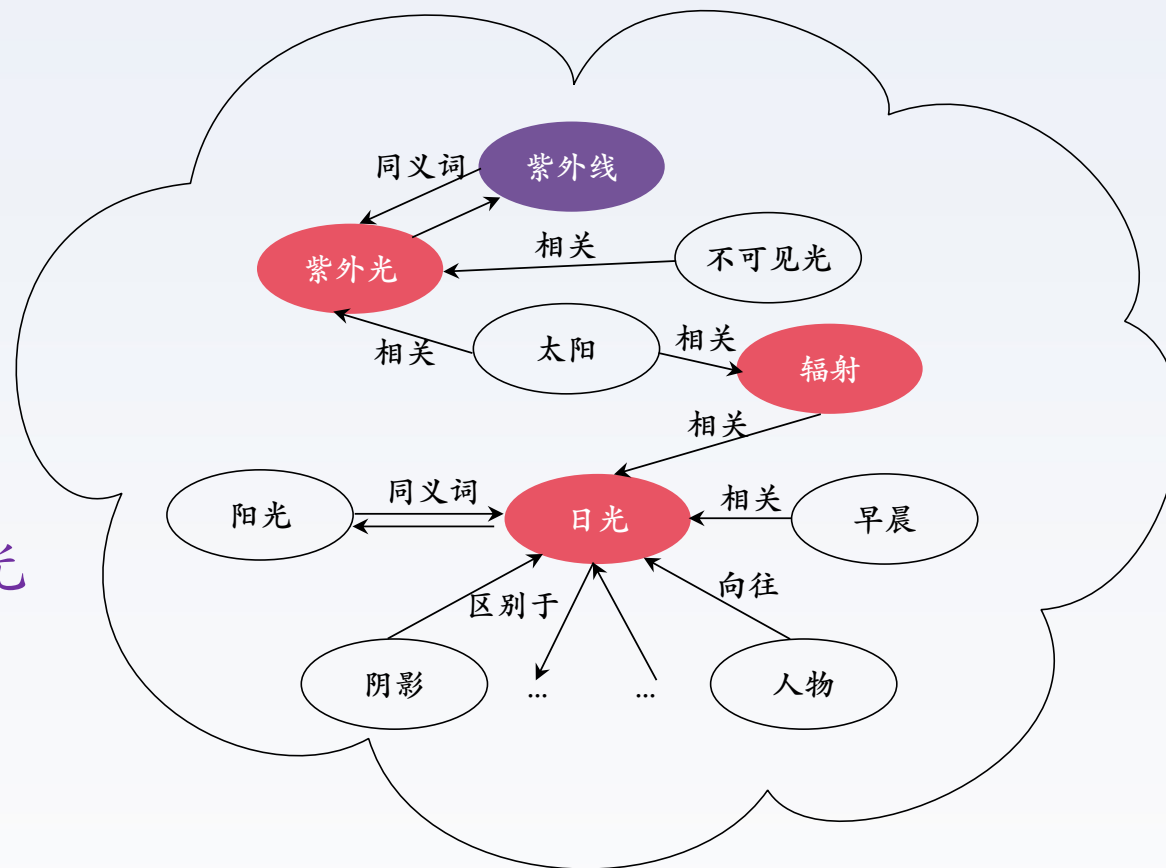 紫外线
同义词
紫外光
相关
不可见光
太阳
相关
相关
辐射
相关
阳光
同义词
日光
相关
早晨
光
区别于
向往
阴影
...
...
人物